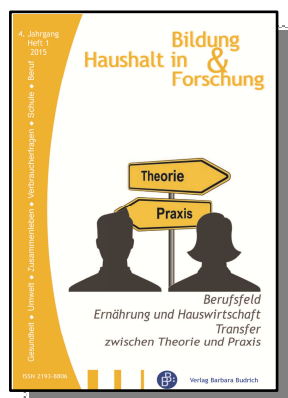 4. Jahrgang
Heft 1
2015
Bildung
Haushalt in &
Forschung
Gesundheit ◆ Umwelt ◆ Zusammenleben ◆ Verbraucherfragen ◆ Schule ◆ Beruf
Theorie
Praxis
Berufsfeld
Ernährung und Hauswirtschaft
Transfer
zwischen Theorie und Praxis
ISSN 2193-8806
Verlag Barbara Budrich